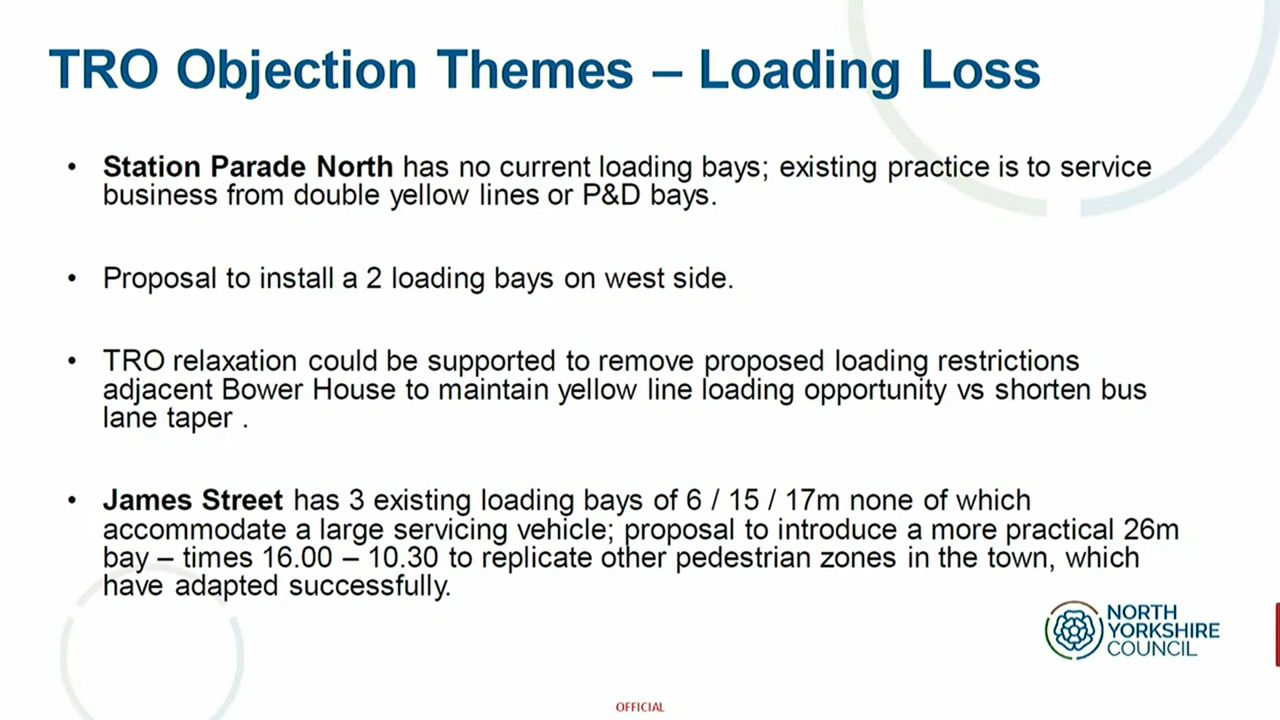 TRO Objection Themes – Loading Loss
• Station Parade North has no current loading bays; existing practice is to service
business from double yellow lines or P&D bays.
• Proposal to install a 2 loading bays on west side.
• TRO relaxation could be supported to remove proposed loading restrictions
adjacent Bower House to maintain yellow line loading opportunity vs shorten bus
lane taper .
• James Street has 3 existing loading bays of 6 / 15 / 17m none of which
accommodate a large servicing vehicle; proposal to introduce a more practical 26m
bay – times 16.00 – 10.30 to replicate other pedestrian zones in the town, which
have adapted successfully.
NORTH
YORKSHIRE
COUNCIL
OFFICIAL